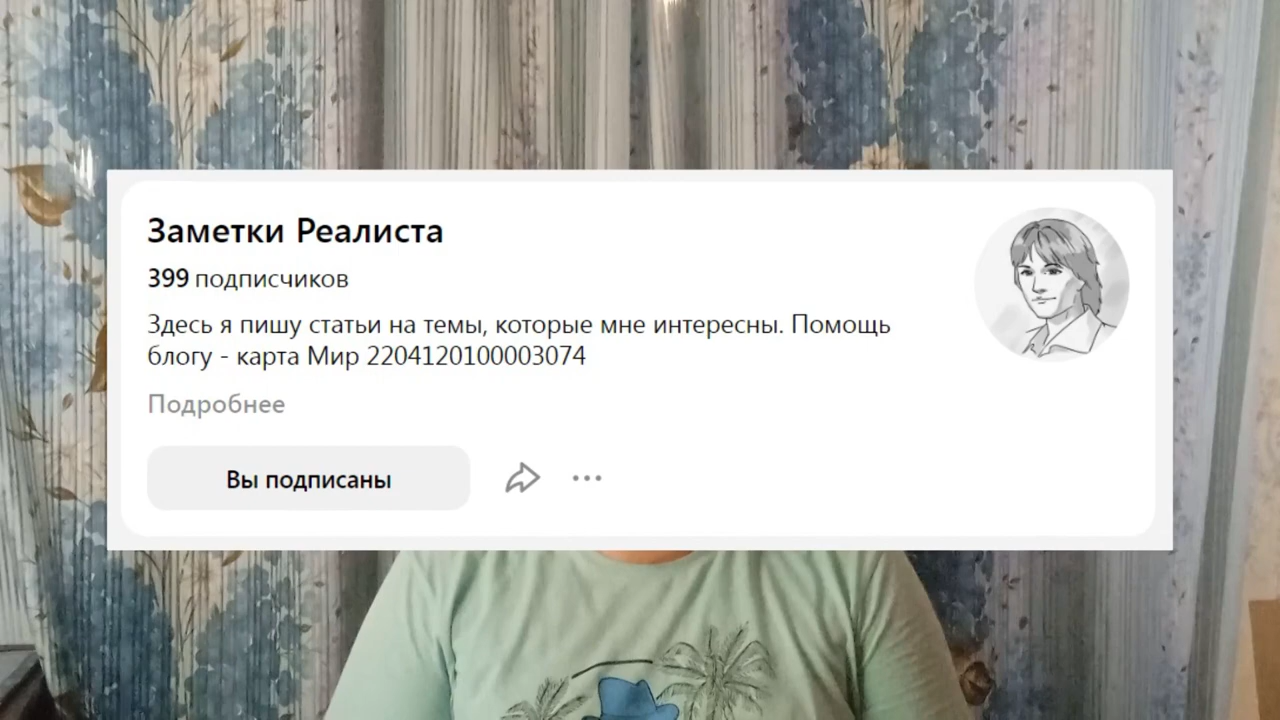 Заметки Реалиста
399 подписчиков
Здесь я пишу статьи на темы, которые мне интересны. Помощь
блогу - карта Мир 2204120100003074
Подробнее
Вы подписаны